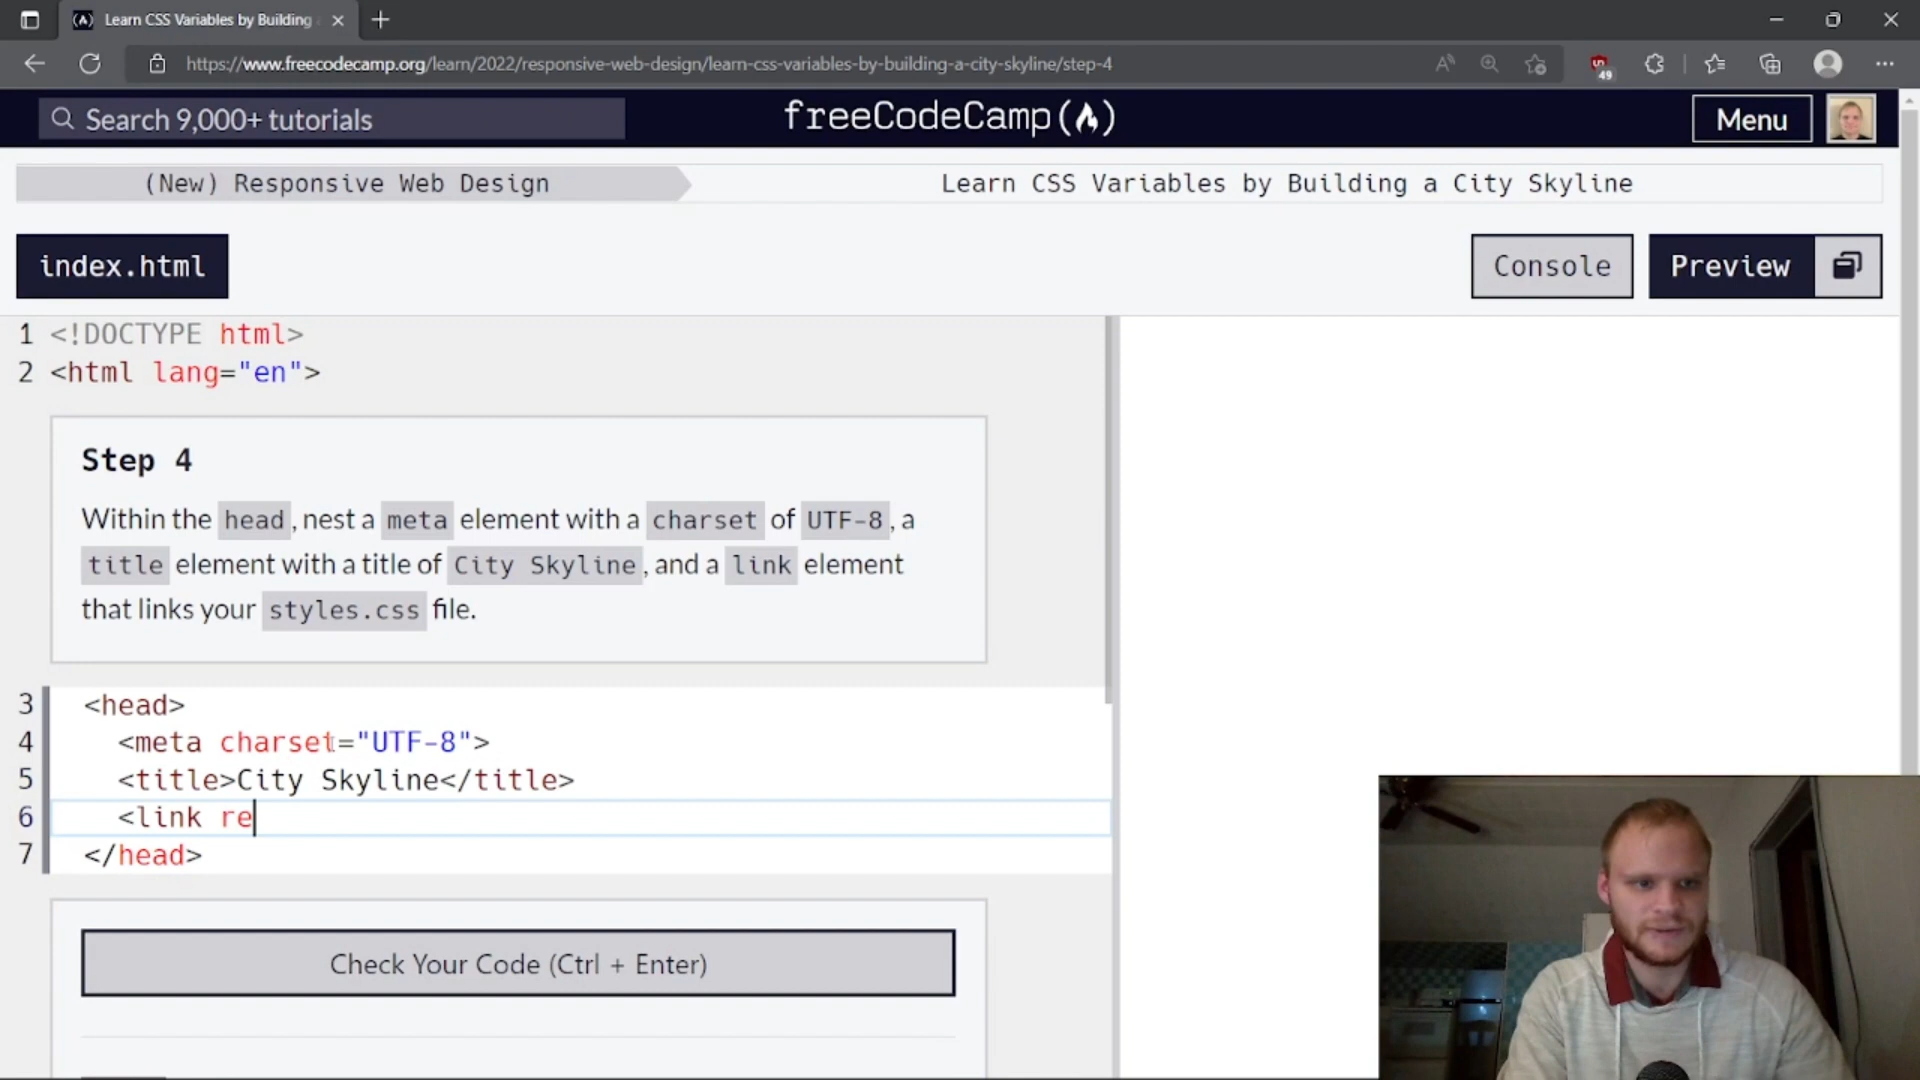 Learn CSS Variables by Building
https://www.freecodecamp.org/learn/2022/responsive-web-design/learn-css-variables-by-building-a-city-skyline/step-4
49
Search 9,000+ tutorials
freeCodeCamp
Menu
(New) Responsive Web Design
Learn CSS Variables by Building a City Skyline
index.html
Console
Preview
1 <!DOCTYPE html>
2 <html lang="en">
Step 4
Within the head, nest a meta element with a charset of UTF-8, a
title element with a title of City Skyline, and a link element
that links your styles.css file.
3 <head>
4 <meta charset="UTF-8">
5 <title>City Skyline</title>
6 <link re
7 </head>
Check Your Code (Ctrl + Enter)